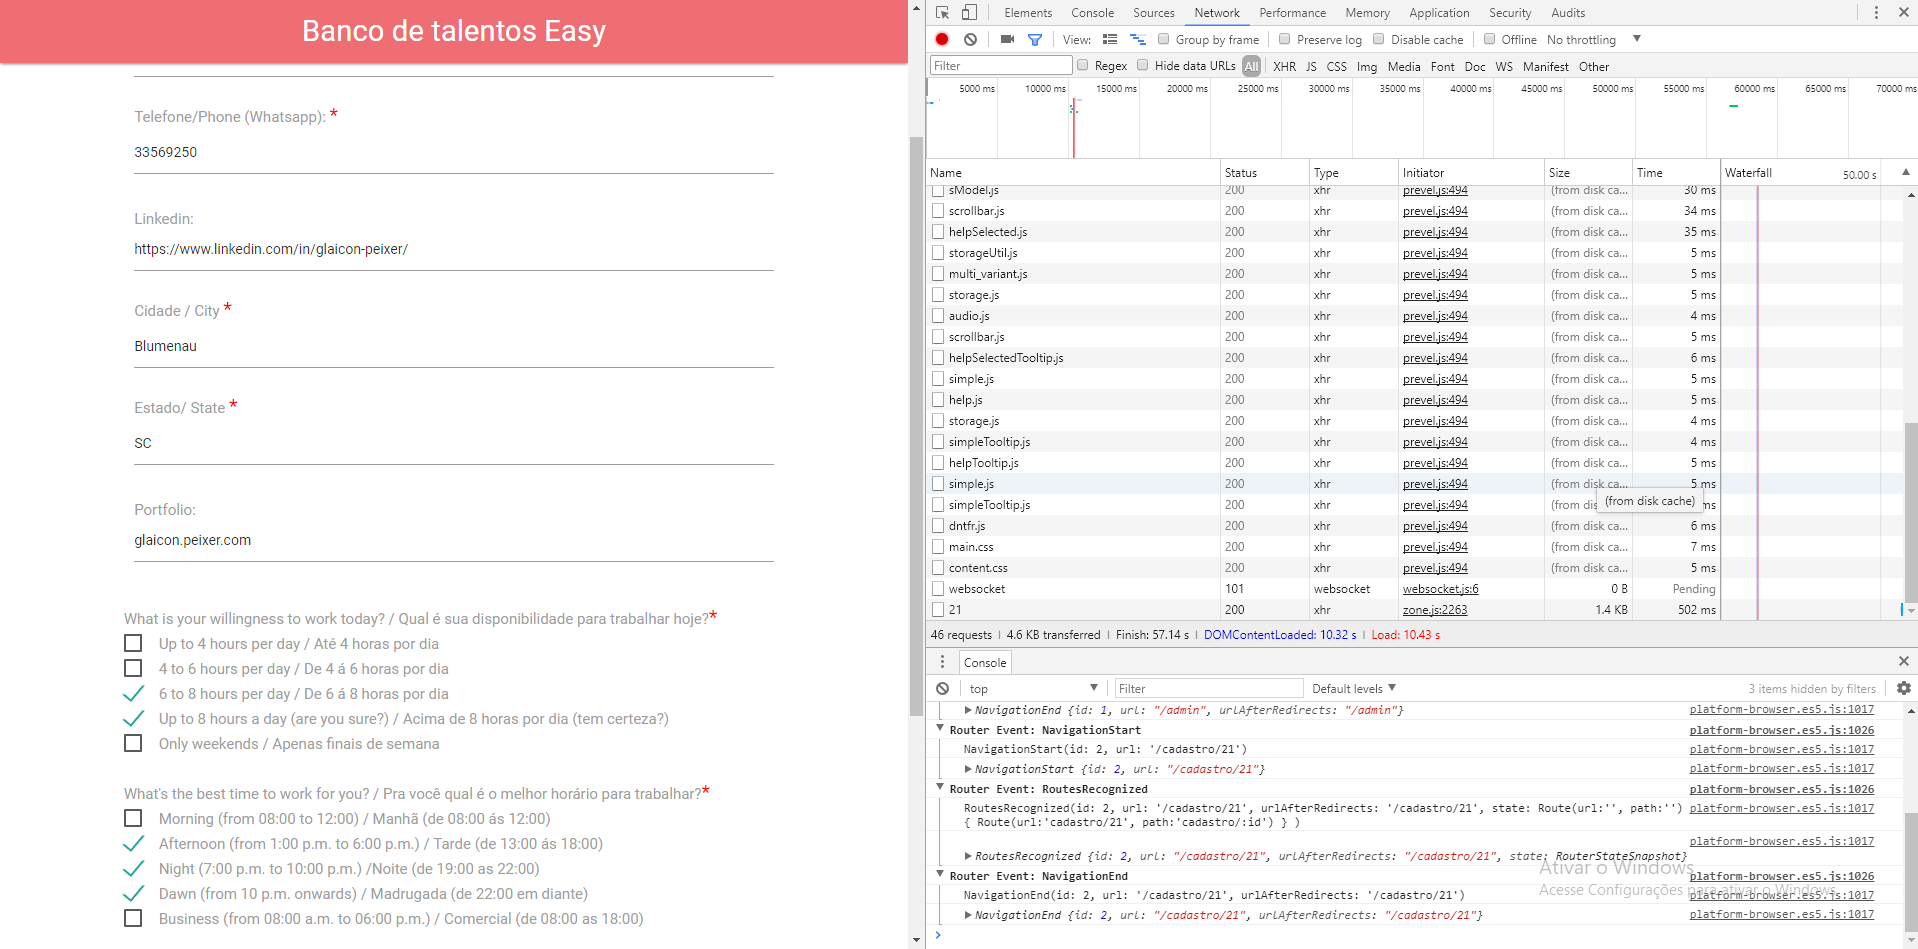 Banco de talentos Easy
Telefone/Phone (Whatsapp): *
33569250
Linkedin:
https://www.linkedin.com/in/glaicon-peixer/
Cidade / City *
Blumenau
Estado/ State *
SC
Portfolio:
glaicon.peixer.com
What is your willingness to work today? / Qual é sua disponibilidade para trabalhar hoje?*
Up to 4 hours per day / Até 4 horas por dia
4 to 6 hours per day / De 4 á 6 horas por dia
6 to 8 hours per day / De 6 á 8 horas por dia
Up to 8 hours a day (are you sure?) / Acima de 8 horas por dia (tem certeza?)
Only weekends / Apenas finais de semana
What's the best time to work for you? / Pra você qual é o melhor horário para trabalhar?*
Morning (from 08:00 to 12:00) / Manhã (de 08:00 ás 12:00)
Afternoon (from 1:00 p.m. to 6:00 p.m.) / Tarde (de 13:00 ás 18:00)
Night (7:00 p.m. to 10:00 p.m.) /Noite (de 19:00 as 22:00)
Dawn (from 10 p.m. onwards) / Madrugada (de 22:00 em diante)
Business (from 08:00 a.m. to 06:00 p.m.) / Comercial (de 08:00 as 18:00)
Elements Console Sources Network Performance Memory Application Security Audits
View: Group by frame Preserve log Disable cache Offline No throttling
Filter Regex Hide data URLs All XHR JS CSS Img Media Font Doc WS Manifest Other
5000 ms 10000 ms 15000 ms 20000 ms 25000 ms 30000 ms 35000 ms 40000 ms 45000 ms 50000 ms 55000 ms 60000 ms 65000 ms 70000 ms
Name Status Type Initiator Size Time Waterfall 50.00 s
sModel.js 200 xhr prevel.js:494 (from disk ca... 30 ms
scrollbar.js 200 xhr prevel.js:494 (from disk ca... 34 ms
helpSelected.js 200 xhr prevel.js:494 (from disk ca... 35 ms
storageUtil.js 200 xhr prevel.js:494 (from disk ca... 5 ms
multi_variant.js 200 xhr prevel.js:494 (from disk ca... 5 ms
storage.js 200 xhr prevel.js:494 (from disk ca... 5 ms
audio.js 200 xhr prevel.js:494 (from disk ca... 4 ms
scrollbar.js 200 xhr prevel.js:494 (from disk ca... 5 ms
helpSelectedTooltip.js 200 xhr prevel.js:494 (from disk ca... 6 ms
simple.js 200 xhr prevel.js:494 (from disk ca... 5 ms
help.js 200 xhr prevel.js:494 (from disk ca... 5 ms
storage.js 200 xhr prevel.js:494 (from disk ca... 4 ms
simpleTooltip.js 200 xhr prevel.js:494 (from disk ca... 4 ms
helpTooltip.js 200 xhr prevel.js:494 (from disk ca... 5 ms
simple.js 200 xhr prevel.js:494 (from disk ca... 5 ms
(from disk cache)
simpleTooltip.js 200 xhr prevel.js:494 (from dis ms
dntfr.js 200 xhr prevel.js:494 (from disk ca... 6 ms
main.css 200 xhr prevel.js:494 (from disk ca... 7 ms
content.css 200 xhr prevel.js:494 (from disk ca... 5 ms
websocket 101 websocket websocket.js:6 0 B Pending
21 200 xhr zone.js:2263 1.4 KB 502 ms
46 requests | 4.6 KB transferred | Finish: 57.14 s | DOMContentLoaded: 10.32 s | Load: 10.43 s
Console
top Filter Default levels 3 items hidden by filters
NavigationEnd {id: 1, url: "/admin", urlAfterRedirects: "/admin"} platform-browser.es5.js:1017
Router Event: NavigationStart platform-browser.es5.js:1026
NavigationStart(id: 2, url: '/cadastro/21') platform-browser.es5.js:1017
NavigationStart {id: 2, url: "/cadastro/21"} platform-browser.es5.js:1017
Router Event: RoutesRecognized platform-browser.es5.js:1026
RoutesRecognized(id: 2, url: '/cadastro/21', urlAfterRedirects: '/cadastro/21', state: Route(url:'', path:'') platform-browser.es5.js:1017
{ Route(url:'cadastro/21', path:'cadastro/:id') } )
platform-browser.es5.js:1017
RoutesRecognized {id: 2, url: "/cadastro/21", urlAfterRedirects: "/cadastro/21", state: RouterStateSnapshot}
Router Event: NavigationEnd platform-browser.es5.js:1026
NavigationEnd(id: 2, url: '/cadastro/21', urlAfterRedirects: '/cadastro/21') platform-browser.es5.js:1017
NavigationEnd {id: 2, url: "/cadastro/21", urlAfterRedirects: "/cadastro/21"} platform-browser.es5.js:1017
Ativar o Windows
Acesse Configurações para ativar o Windows.